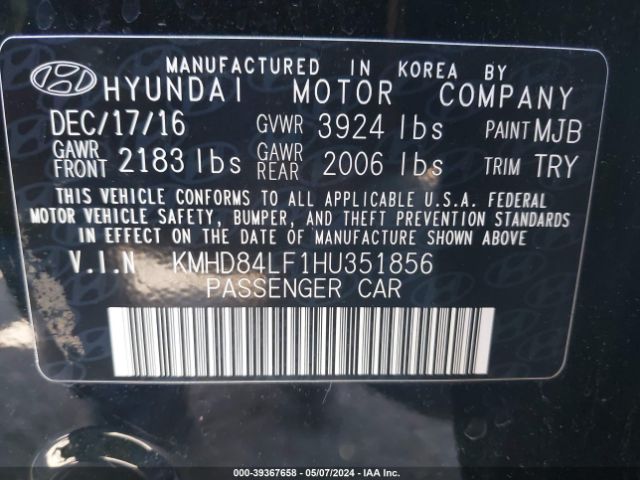 MANUFACTURED IN KOREA BY
HYUNDAI MOTOR COMPANY
DEC/17/16 GVWR 3924 lbs PAINT MJB
GAWR FRONT 2183 lbs GAWR REAR 2006 lbs TRIM TRY
THIS VEHICLE CONFORMS TO ALL APPLICABLE U.S.A. FEDERAL
MOTOR VEHICLE SAFETY, BUMPER, AND THEFT PREVENTION STANDARDS
IN EFFECT ON THE DATE OF MANUFACTURE SHOWN ABOVE
V.I.N KMHD84LF1HU351856
PASSENGER CAR
000-39367658 - 05/07/2024 - IAA Inc.